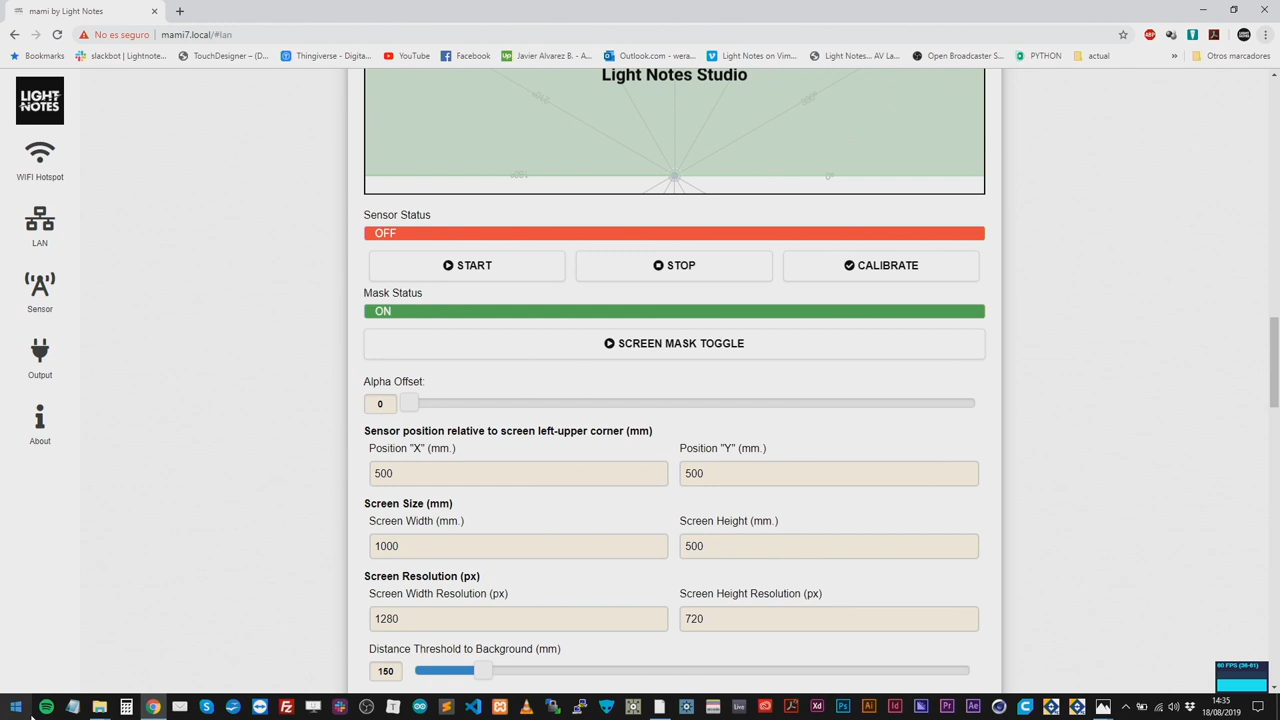 mami by Light Notes
No es seguro | mami7.local/#lan
Bookmarks
slackbot | Lightnote...
TouchDesigner – (D...
Thingiverse - Digita...
YouTube
Facebook
Javier Alvarez B. - A...
Outlook.com - wera...
Light Notes on Vim...
Light Notes... AV La...
Open Broadcaster S...
PYTHON
actual
»
Otros marcadores
LIGHT
NOTES
WIFI Hotspot
LAN
Sensor
Output
About
Light Notes Studio
0°
Sensor Status
OFF
START
STOP
CALIBRATE
Mask Status
ON
SCREEN MASK TOGGLE
Alpha Offset:
0
Sensor position relative to screen left-upper corner (mm)
Position "X" (mm.)
Position "Y" (mm.)
500
500
Screen Size (mm)
Screen Width (mm.)
Screen Height (mm.)
1000
500
Screen Resolution (px)
Screen Width Resolution (px)
Screen Height Resolution (px)
1280
720
Distance Threshold to Background (mm)
150
60 FPS (36-61)
14:35
18/08/2019